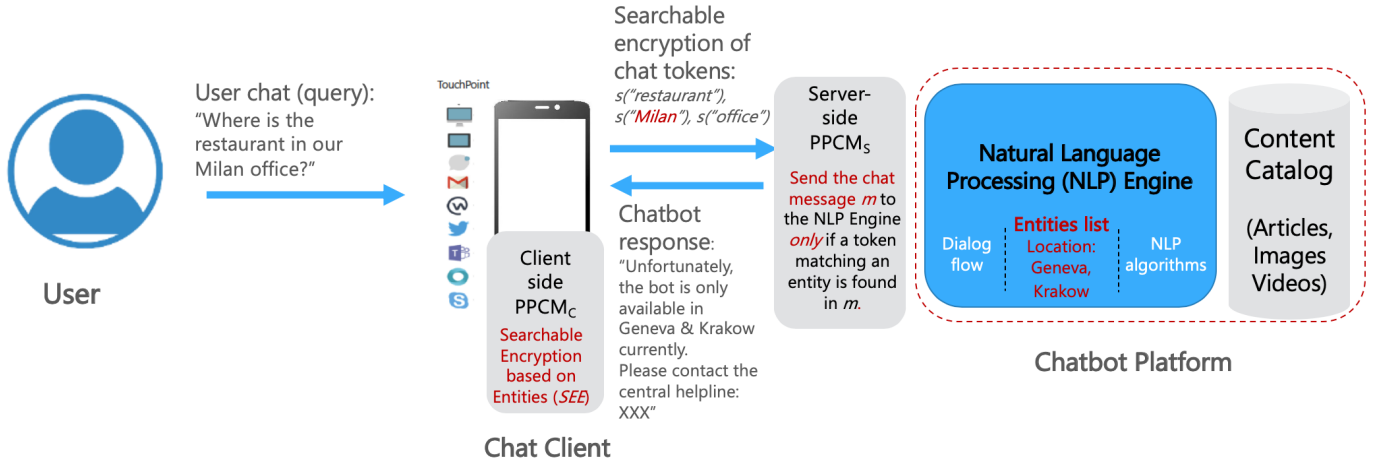 User chat (query):
“Where is the
restaurant in our
Milan office?”
User
TouchPoint
Client
side
PPCMC
Searchable
Encryption
based on
Entities (SEE)
Chat Client
Searchable
encryption of
chat tokens:
s(“restaurant”),
s(“Milan”), s(“office”)
Chatbot
response:
“Unfortunately,
the bot is only
available in
Geneva & Krakow
currently.
Please contact the
central helpline:
XXX”
Server-
side
PPCMS
Send the chat
message m to
the NLP Engine
only if a token
matching an
entity is found
in m.
Natural Language
Processing (NLP) Engine
Dialog
flow
Entities list
Location:
Geneva,
Krakow
NLP
algorithms
Content
Catalog
(Articles,
Images
Videos)
Chatbot Platform